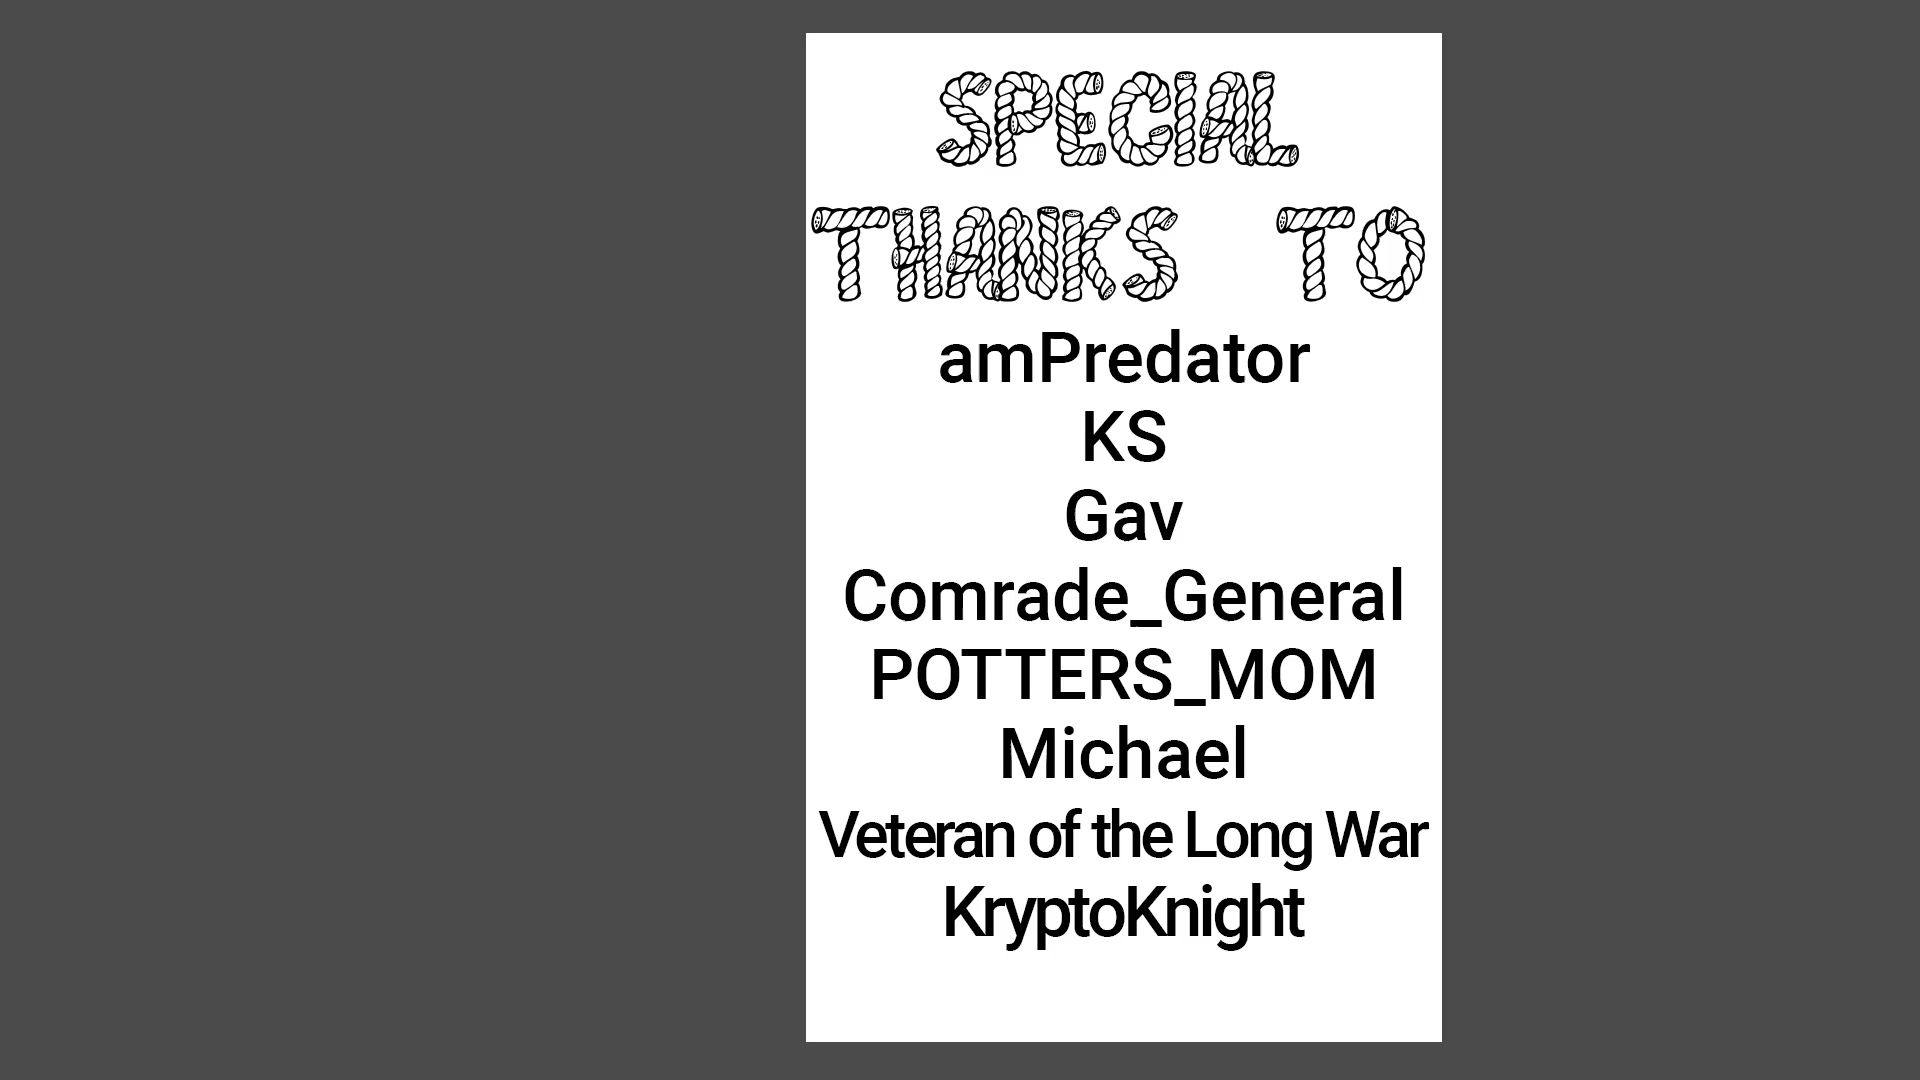 SPECIAL
THANKS TO
amPredator
KS
Gav
Comrade_General
POTTERS_MOM
Michael
Veteran of the Long War
KryptoKnight